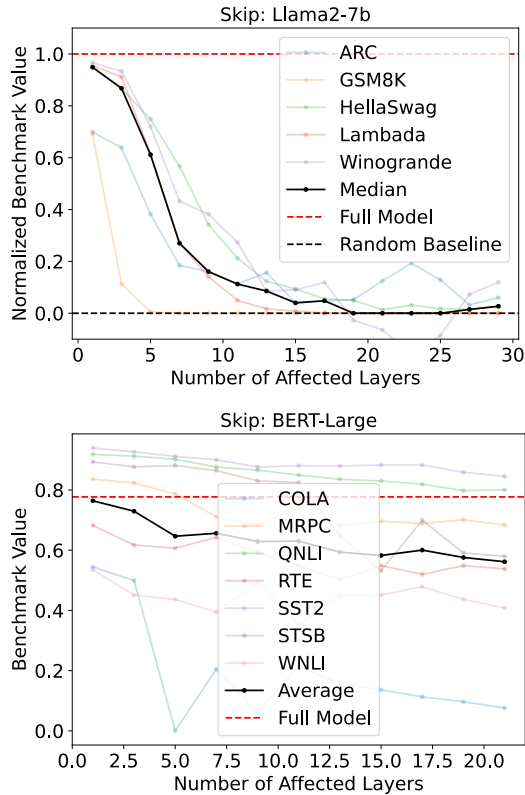 Skip: Llama2-7b
Normalized Benchmark Value
1.0
0.8
0.6
0.4
0.2
0.0
ARC
GSM8K
HellaSwag
Lambada
Winogrande
Median
Full Model
Random Baseline
0 5 10 15 20 25 30
Number of Affected Layers
Skip: BERT-Large
Benchmark Value
0.8
0.6
0.4
0.2
0.0
COLA
MRPC
QNLI
RTE
SST2
STSB
WNLI
Average
Full Model
0.0 2.5 5.0 7.5 10.0 12.5 15.0 17.5 20.0
Number of Affected Layers